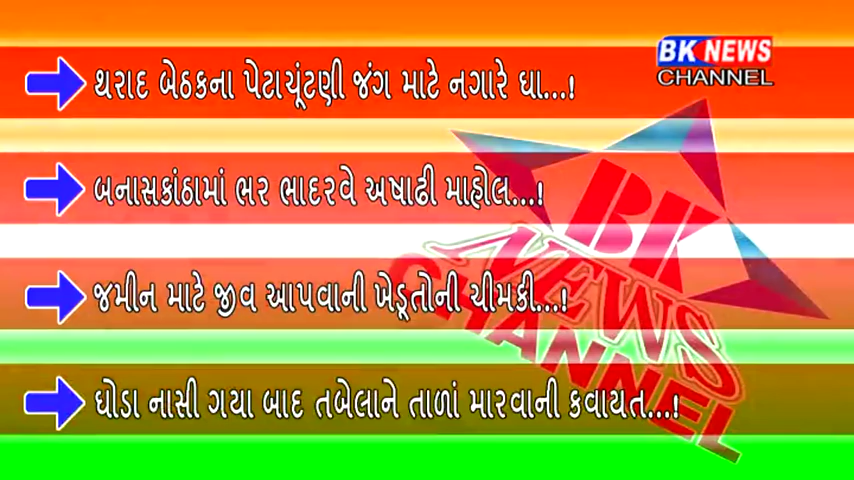 BK NEWS
CHANNEL
થરાદ બેઠકના પેટાચૂંટણી જંગ માટે નગારે ઘા...!
બનાસકાંઠામાં ભર ભાદરવે અષાઢી માહોલ...!
જમીન માટે જીવ આપવાની ખેડૂતોની ચીમકી...!
ઘોડા નાસી ગયા બાદ તબેલાને તાળાં મારવાની કવાયત...!
BK
NEWS
CHANNEL